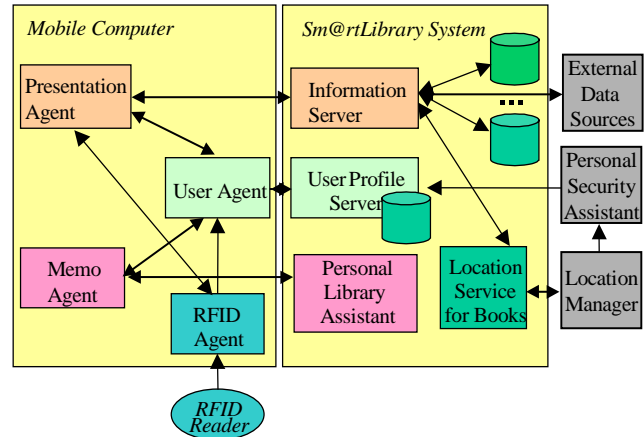 Mobile Computer
Sm@rtLibrary System
Presentation
Agent
Information
Server
...
External
Data
Sources
User Agent
User Profile
Server
Personal
Security
Assistant
Memo
Agent
Personal
Library
Assistant
Location
Service
for Books
Location
Manager
RFID
Agent
RFID
Reader